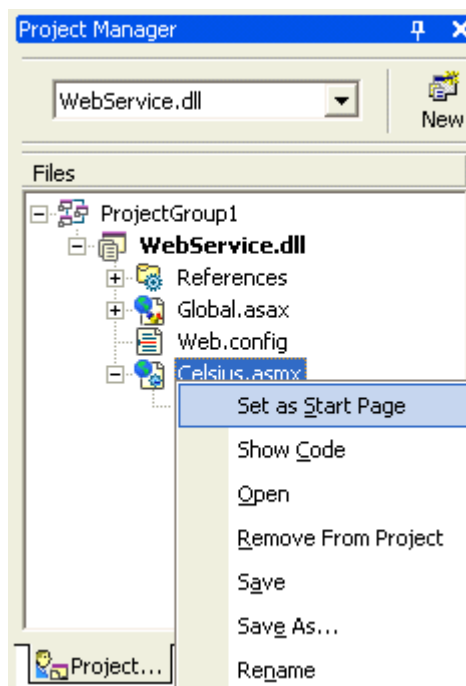 Project Manager
WebService.dll
New
Files
ProjectGroup1
WebService.dll
References
Global.asax
Web.config
Celsius.asmx
Set as Start Page
Show Code
Open
Remove From Project
Save
Save As...
Rename
Project...